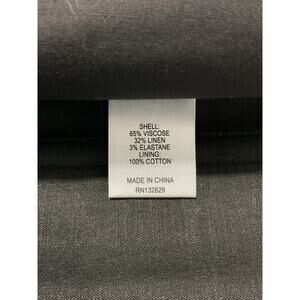 SHELL:
65% VISCOSE
32% LINEN
3% ELASTANE
LINING:
100% COTTON
MADE IN CHINA
RN132829